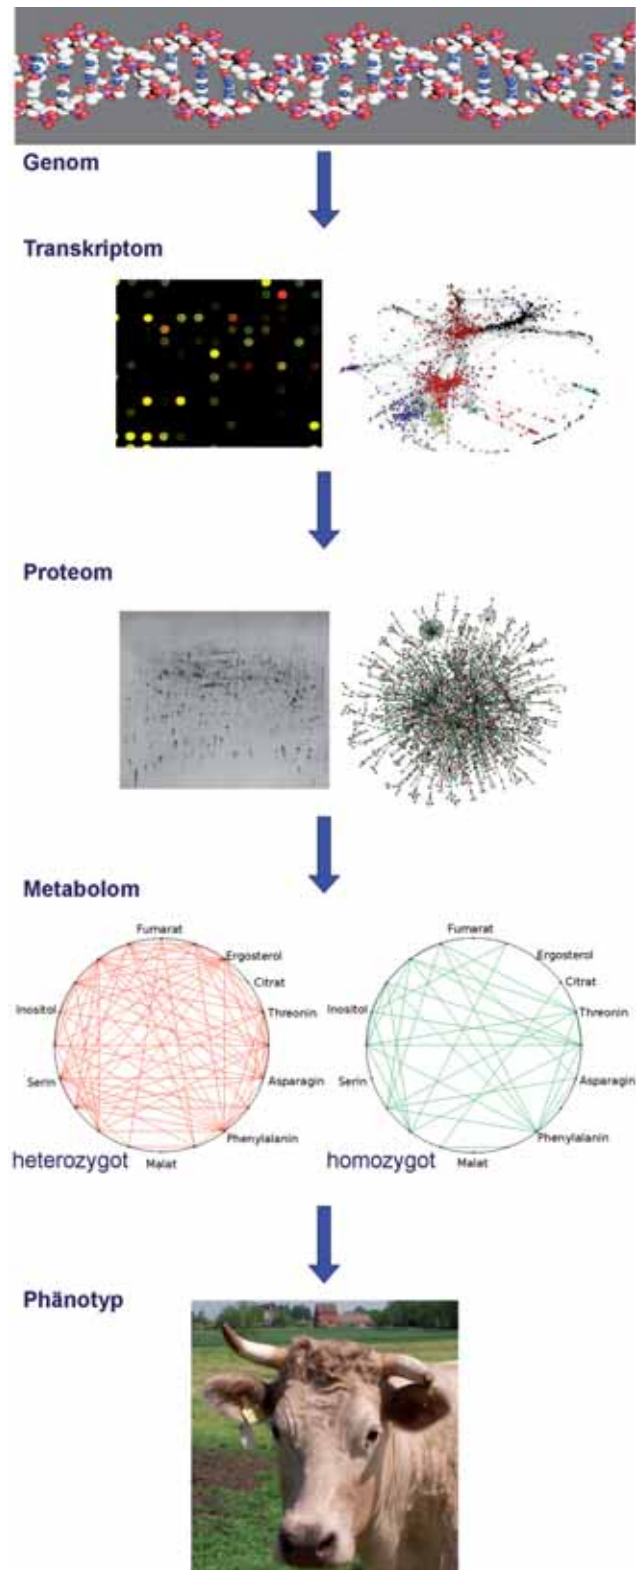 Genom
Transkriptom
Proteom
Metabolom
Fumarat
Ergosterol
Citrat
Threonin
Asparagin
Phenylalanin
Malat
Serin
Inositol
heterozygot
Fumarat
Ergosterol
Citrat
Threonin
Asparagin
Phenylalanin
Malat
Serin
Inositol
homozygot
Phänotyp